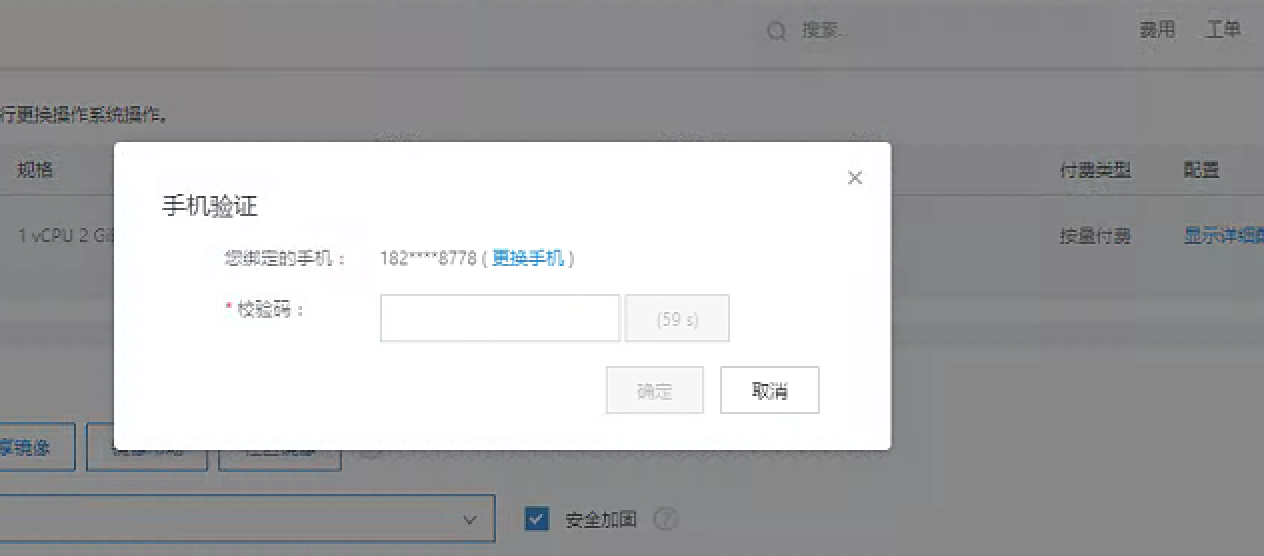 搜索.
费用
工单
行更换操作系统操作。
规格
付费类型
配置
手机验证
1 vCPU 2 GiB
按量付费
显示详细配
您绑定的手机：
182****8778 ( 更换手机 )
* 校验码：
(59 s)
确定
取消
享镜像
安全加固
?